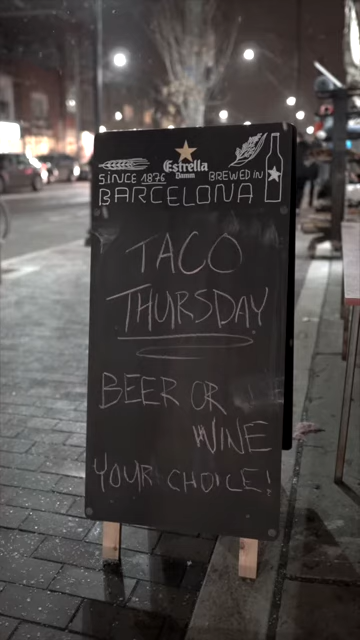 Estrella
Damm
SINCE 1876 BREWED IN
BARCELONA
TACO
THURSDAY
BEER OR
WINE
YOUR CHOICE!